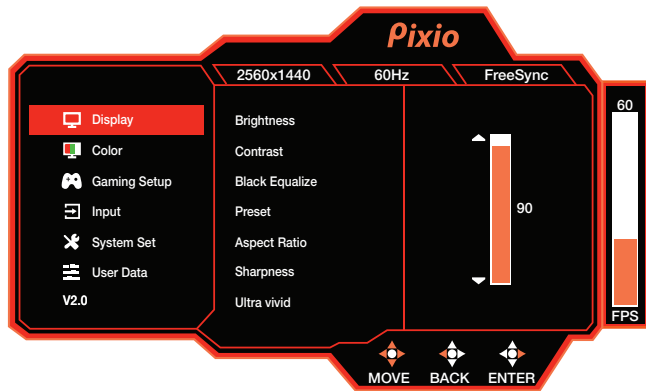 Pixio
2560x1440 60Hz FreeSync
Display
Color
Gaming Setup
Input
System Set
User Data
V2.0
Brightness
Contrast
Black Equalize
Preset
Aspect Ratio
Sharpness
Ultra vivid
90
60
FPS
MOVE BACK ENTER